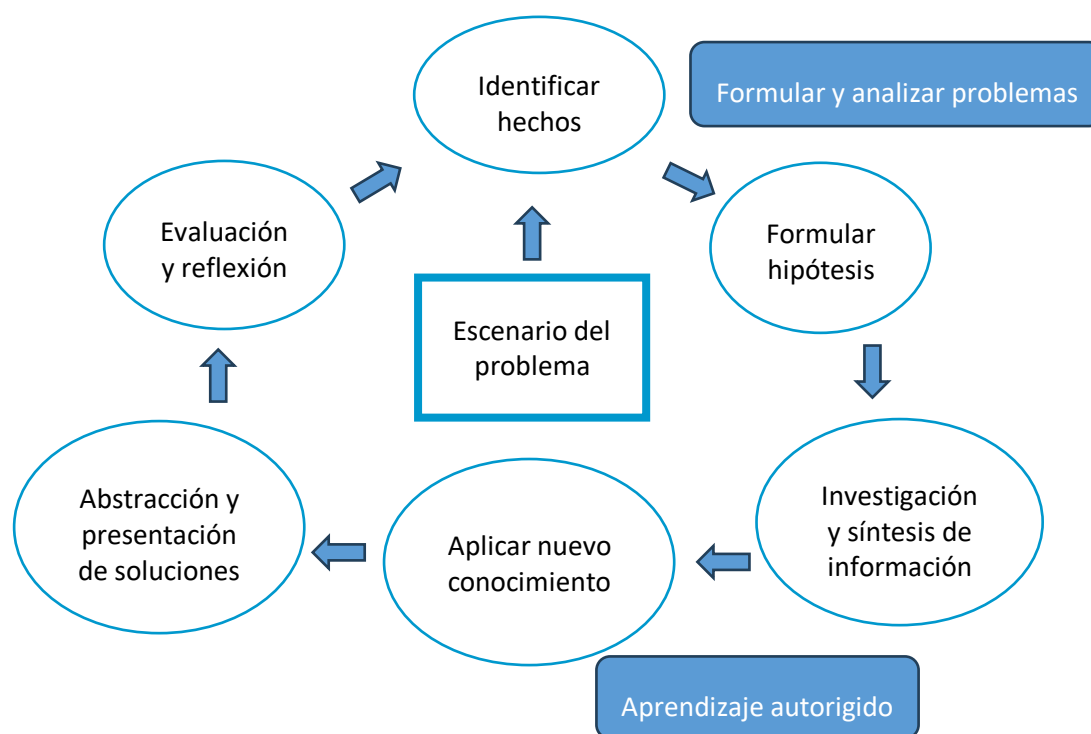 Identificar
hechos
Formular y analizar problemas
Evaluación
y reflexión
Formular
hipótesis
Escenario del
problema
Abstracción y
presentación
de soluciones
Aplicar nuevo
conocimiento
Investigación
y síntesis de
información
Aprendizaje autorigido